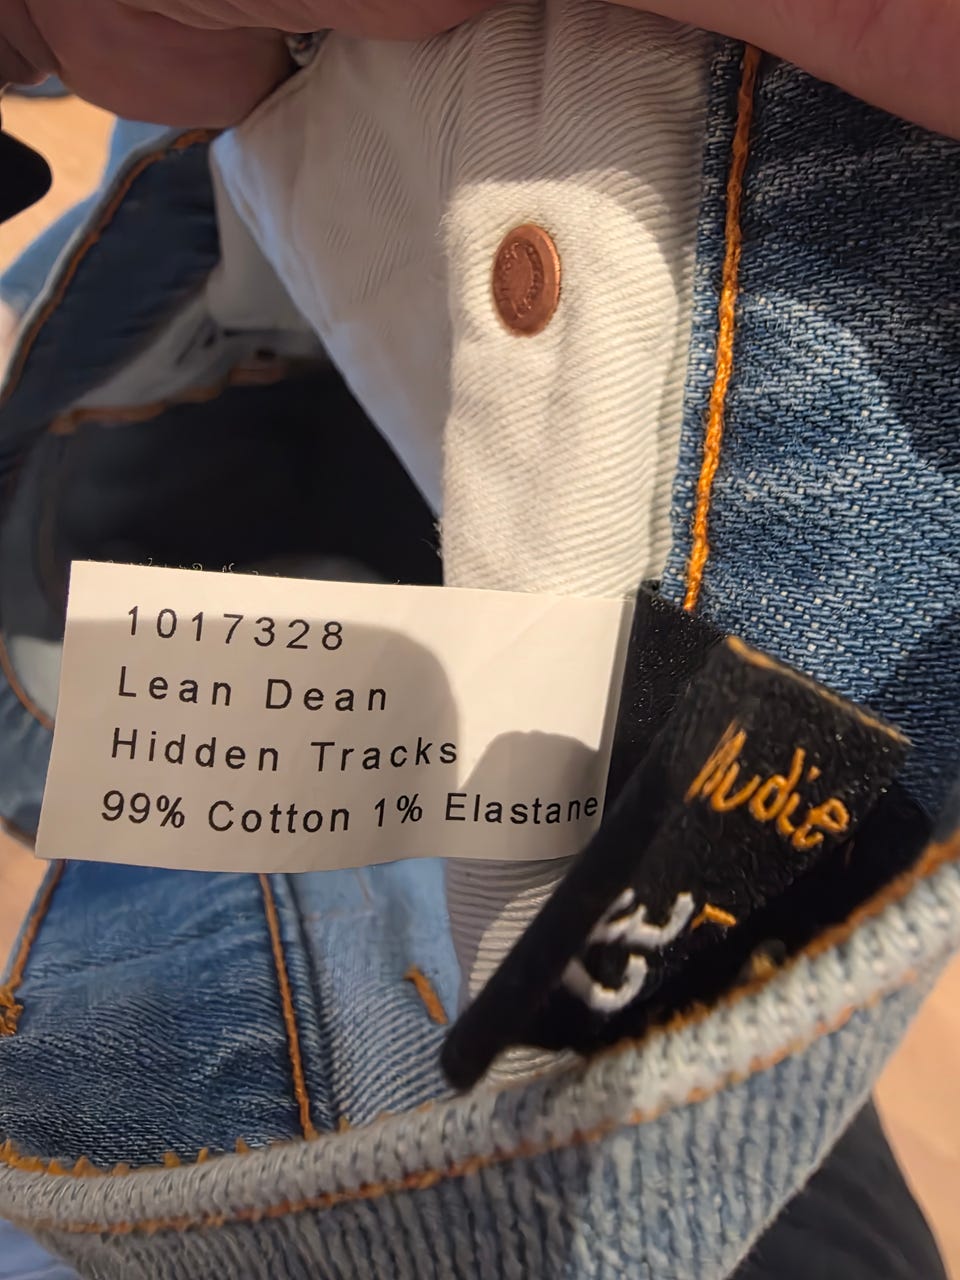 1017328
Lean Dean
Hidden Tracks
99% Cotton 1% Elastane
Nudie